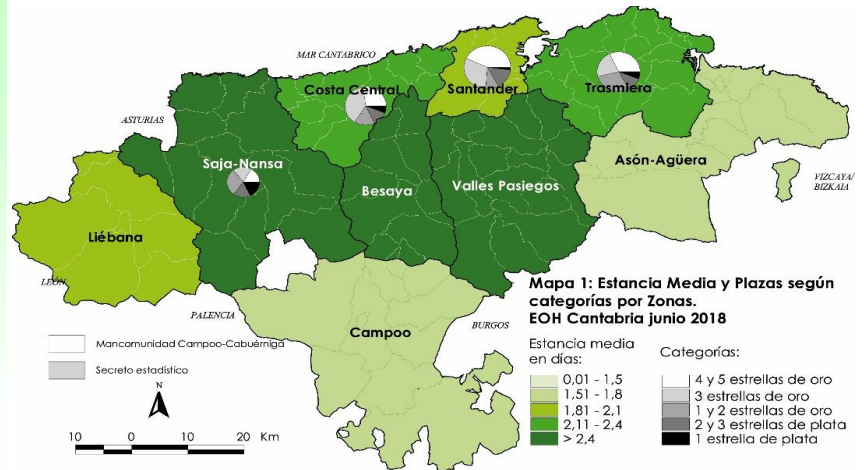 MAR CANTABRICO
Costa Central
Santander
Trasmiera
ASTURIAS
Saja-Nansa
Asón-Agüera
VIZCAYA/
BIZKAIA
Besaya
Valles Pasiegos
Liébana
LEÓN
PALENCIA
Campoo
BURGOS
Mapa 1: Estancia Media y Plazas según
categorías por Zonas.
EOH Cantabria junio 2018
Mancomunidad Campoo-Cabuérniga
Secreto estadístico
N
10 0 10 20 Km
Estancia media
en días:
0,01 - 1,5
1,51 - 1,8
1,81 - 2,1
2,11 - 2,4
> 2,4
Categorías:
4 y 5 estrellas de oro
3 estrellas de oro
1 y 2 estrellas de oro
2 y 3 estrellas de plata
1 estrella de plata